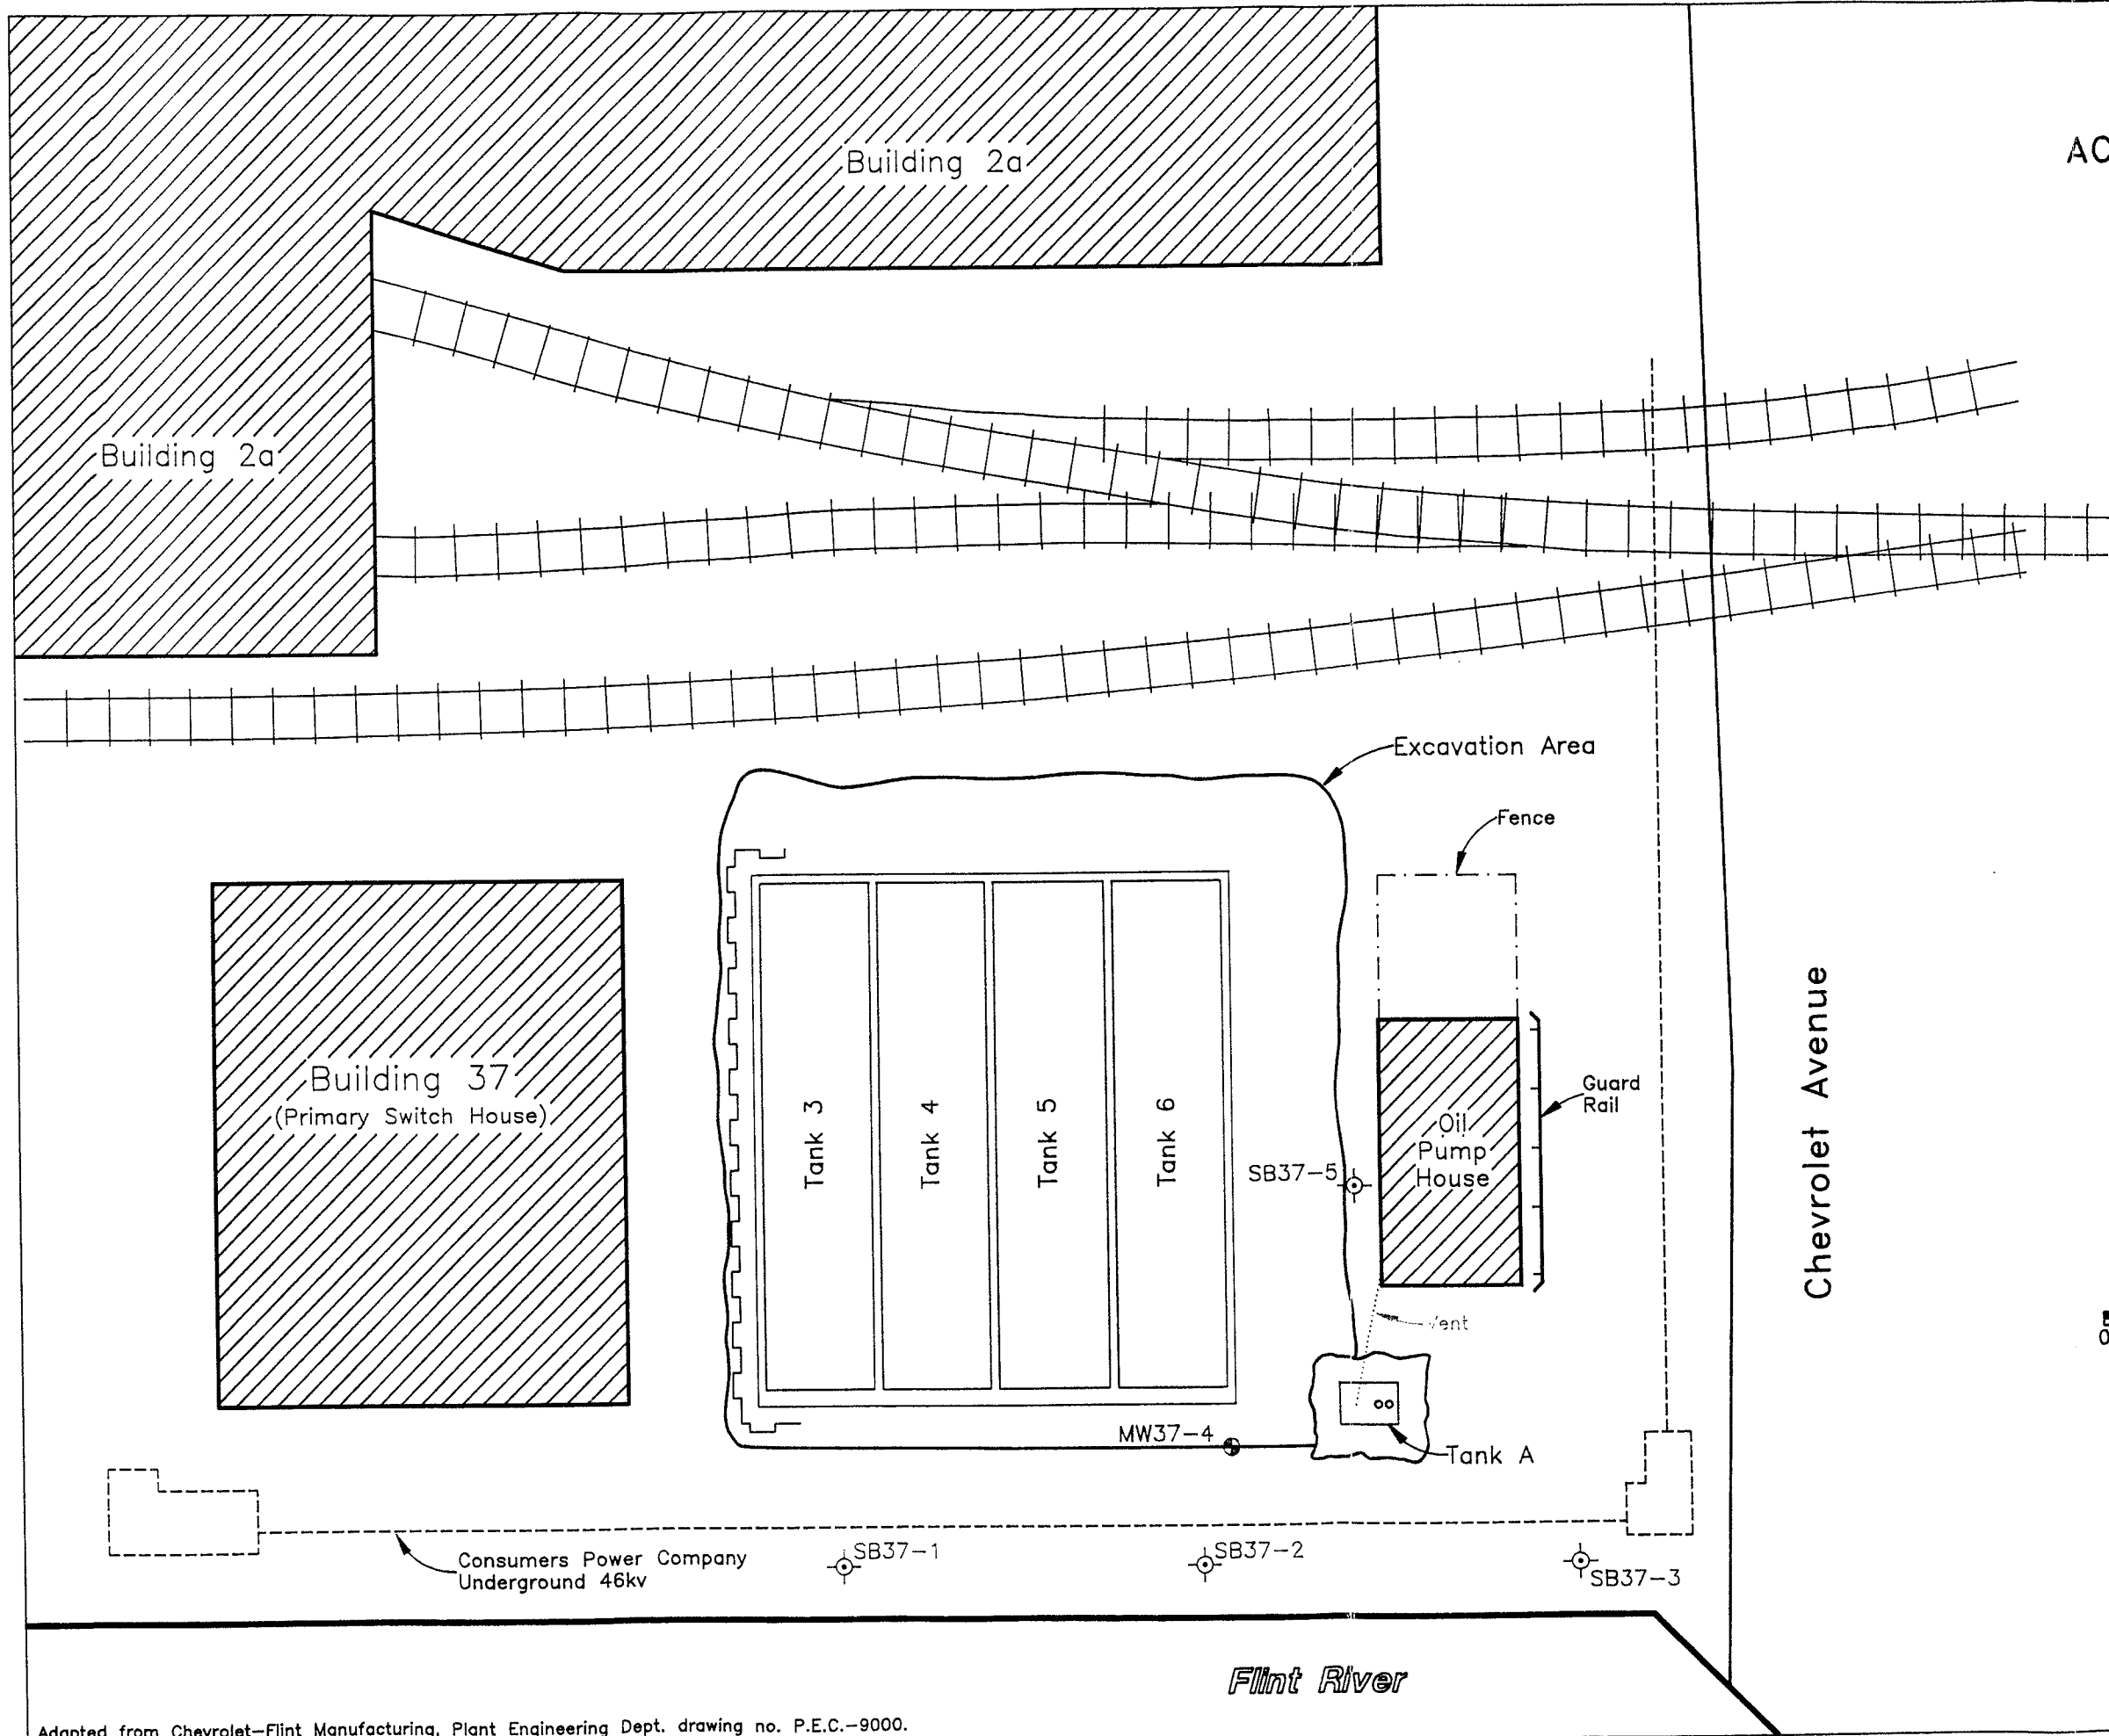 Building 2a
AC
Building 2a
Excavation Area
Fence
Building 37
(Primary Switch House)
Tank 3
Tank 4
Tank 5
Tank 6
SB37-5
Oil
Pump
House
Guard
Rail
Chevrolet Avenue
Vent
MW37-4
Tank A
Consumers Power Company
Underground 46kv
SB37-1
SB37-2
SB37-3
Flint River
Adapted from Chevrolet-Flint Manufacturing, Plant Engineering Dept. drawing no. P.E.C.-9000.